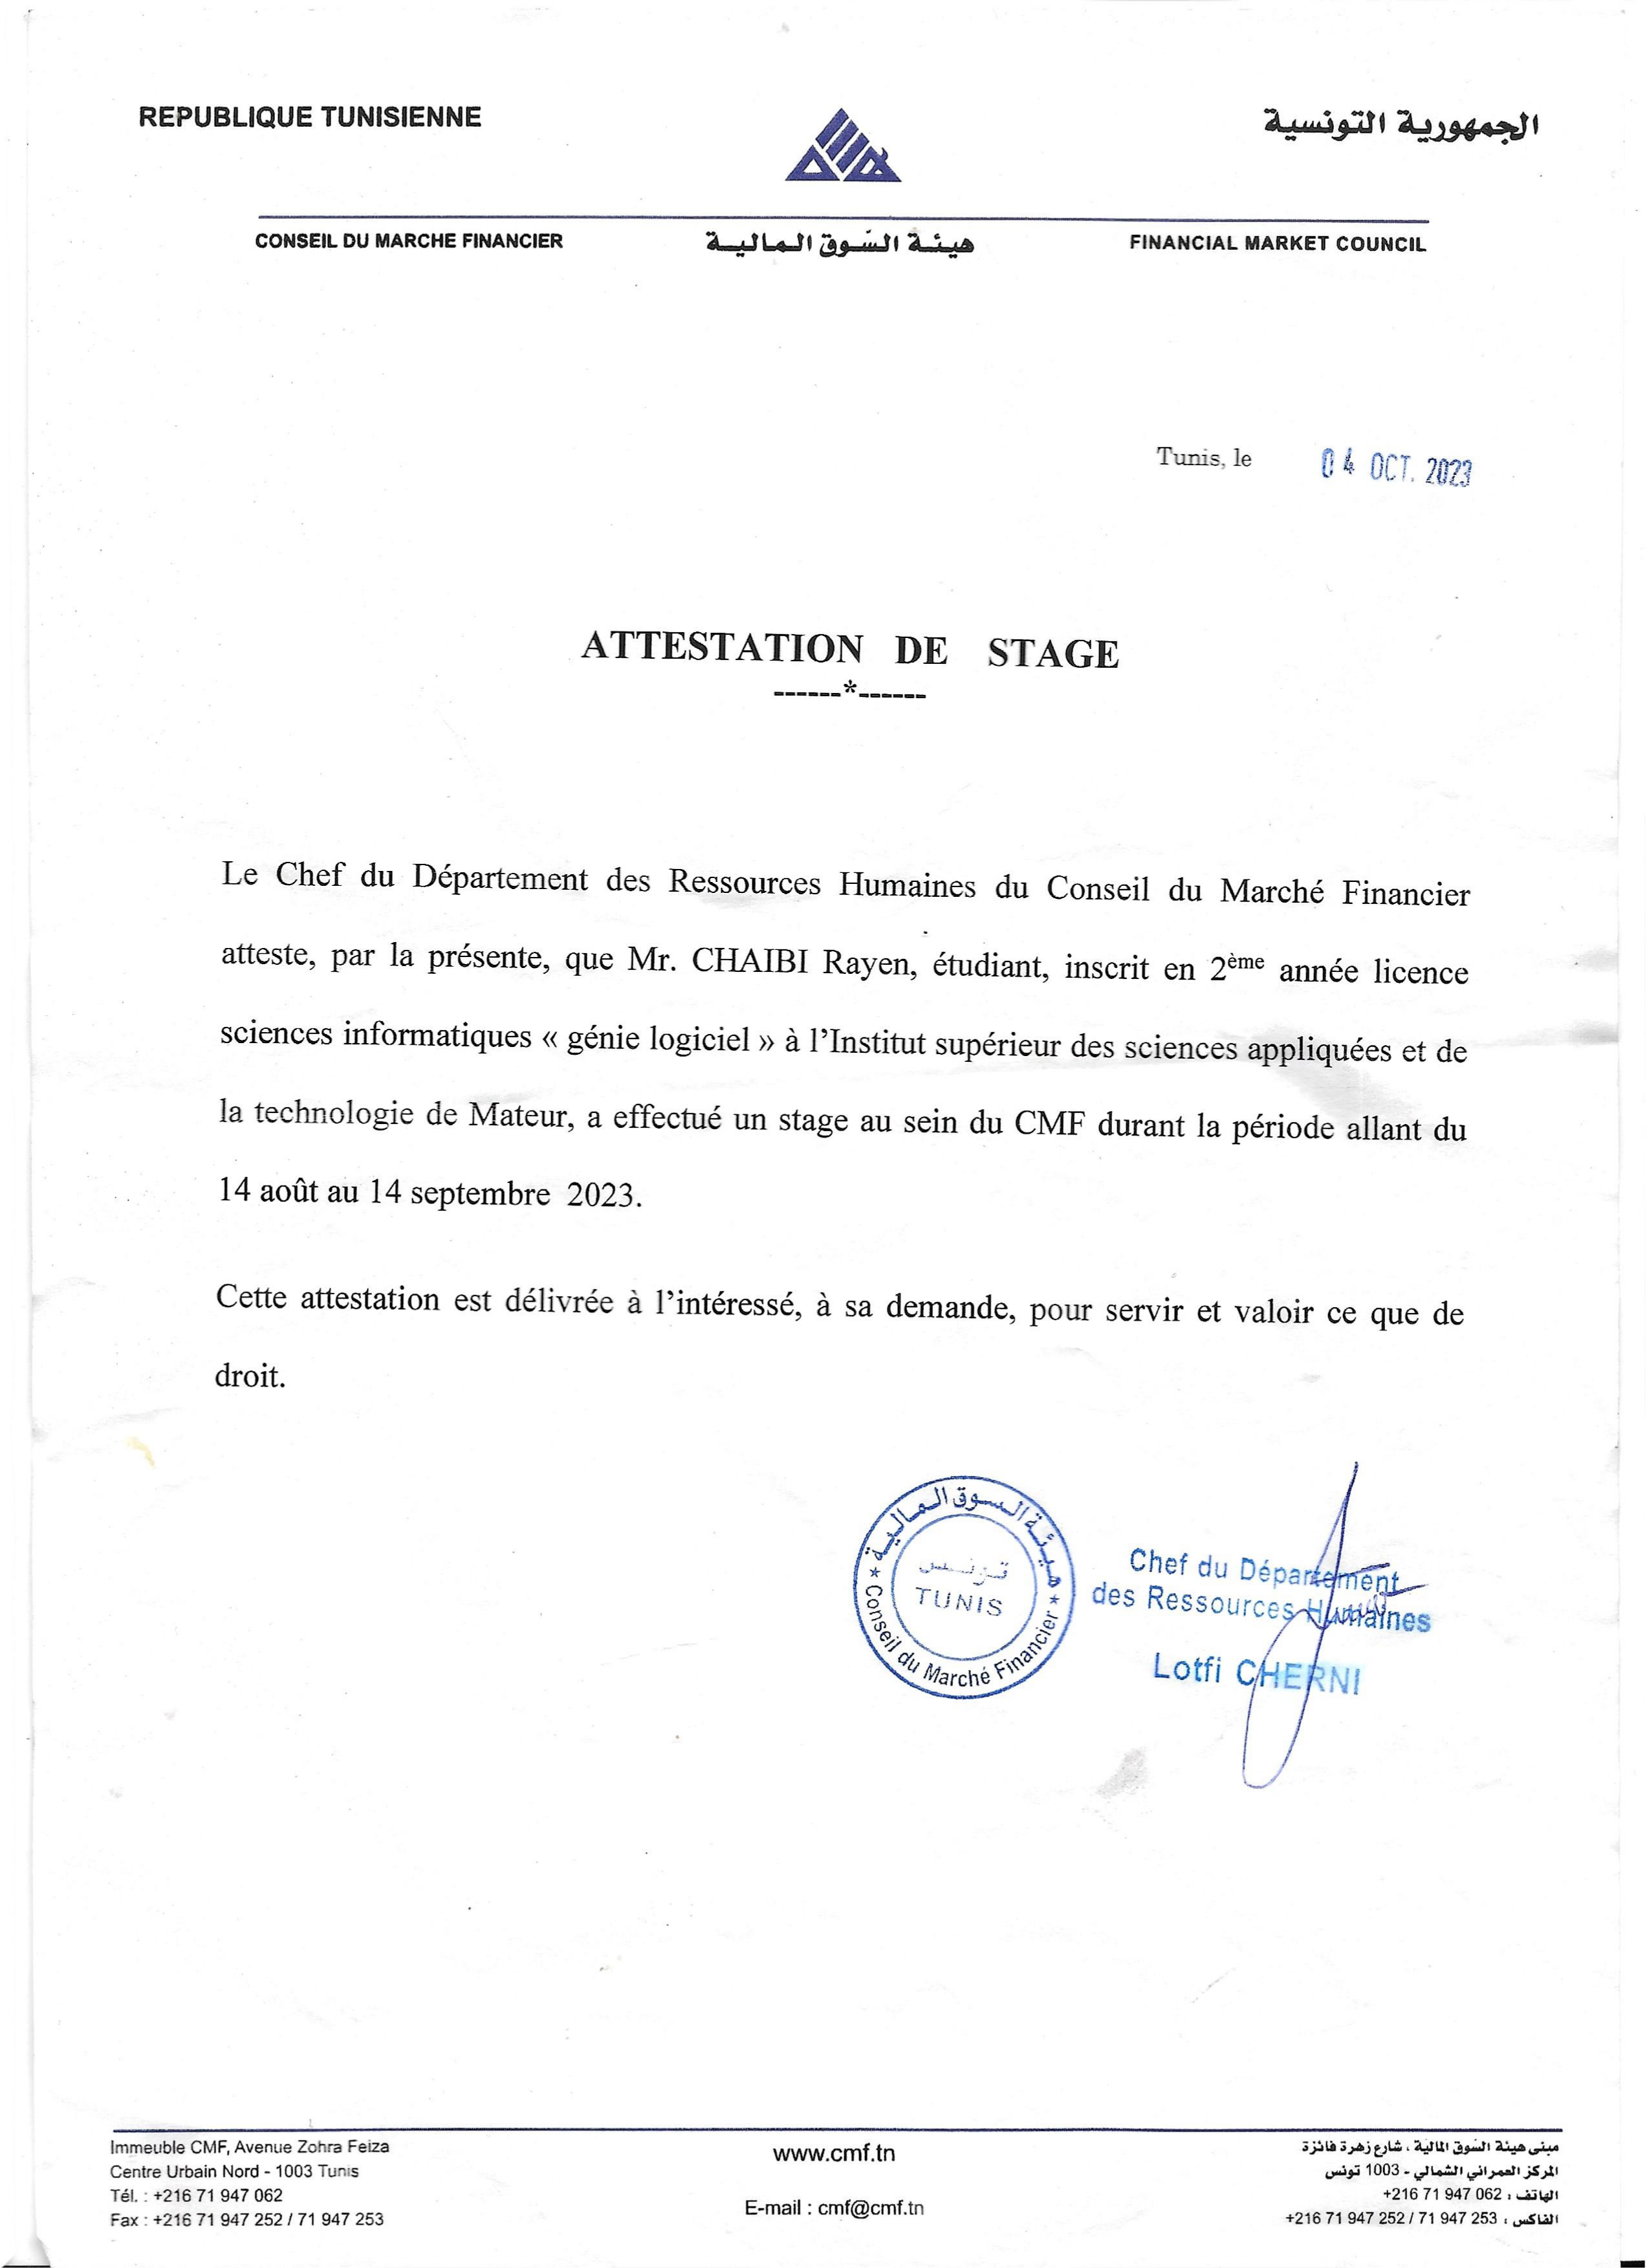 REPUBLIQUE TUNISIENNE
الجمهورية التونسية
CONSEIL DU MARCHE FINANCIER
هيئة السّوق المالية
FINANCIAL MARKET COUNCIL
Tunis, le 04 OCT. 2023
ATTESTATION DE STAGE
------*------
Le Chef du Département des Ressources Humaines du Conseil du Marché Financier
atteste, par la présente, que Mr. CHAIBI Rayen, étudiant, inscrit en 2ème année licence
sciences informatiques « génie logiciel » à l'Institut supérieur des sciences appliquées et de
la technologie de Mateur, a effectué un stage au sein du CMF durant la période allant du
14 août au 14 septembre 2023.
Cette attestation est délivrée à l'intéressé, à sa demande, pour servir et valoir ce que de
droit.
هيئة السوق المالية
تونس
TUNIS
* Conseil du Marché Financier *
Chef du Département
des Ressources Humaines
Lotfi CHERNI
Immeuble CMF, Avenue Zohra Feiza
Centre Urbain Nord - 1003 Tunis
Tél. : +216 71 947 062
Fax : +216 71 947 252 / 71 947 253
www.cmf.tn
E-mail : cmf@cmf.tn
مبنى هيئة السّوق الماليّة ، شارع زهرة فائزة
المركز العمراني الشمالي - 1003 تونس
الهاتف : 062 947 71 216+
الفاكس : 253 947 71 / 252 947 71 216+